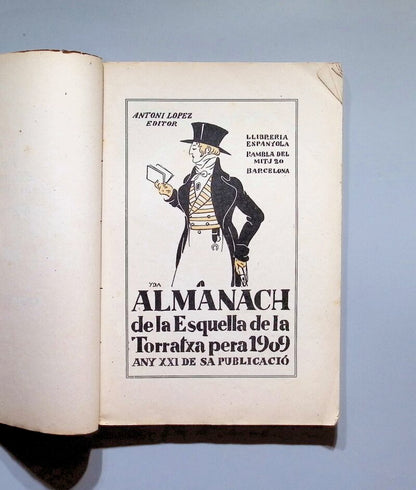 ANTONI LOPEZ
EDITOR
LLIBRERIA
ESPANYOLA
RAMBLA DEL
MITJ 20
BARCELONA
YDA
ALMANACH
de la Esquella de la
Torratxa pera 1909
ANY XXI DE SA PUBLICACIÓ